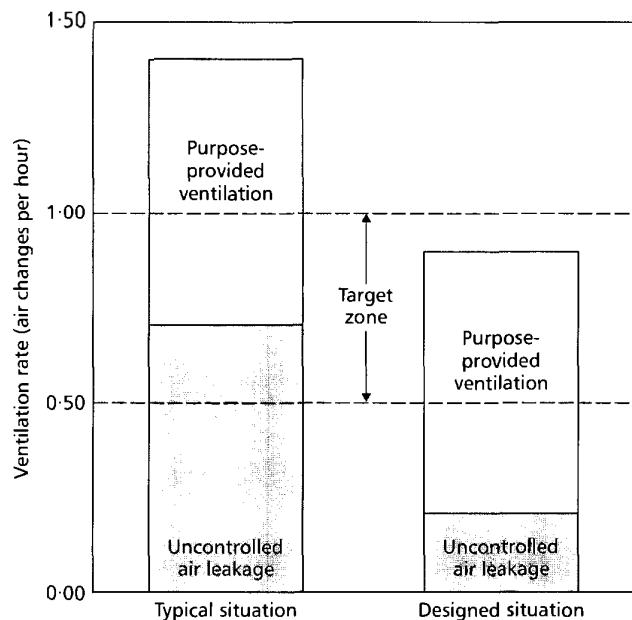 Ventilation rate (air changes per hour)
1·50
1·00
0·50
0·00
Purpose-
provided
ventilation
Uncontrolled
air leakage
Typical situation
Target
zone
Purpose-
provided
ventilation
Uncontrolled
air leakage
Designed situation